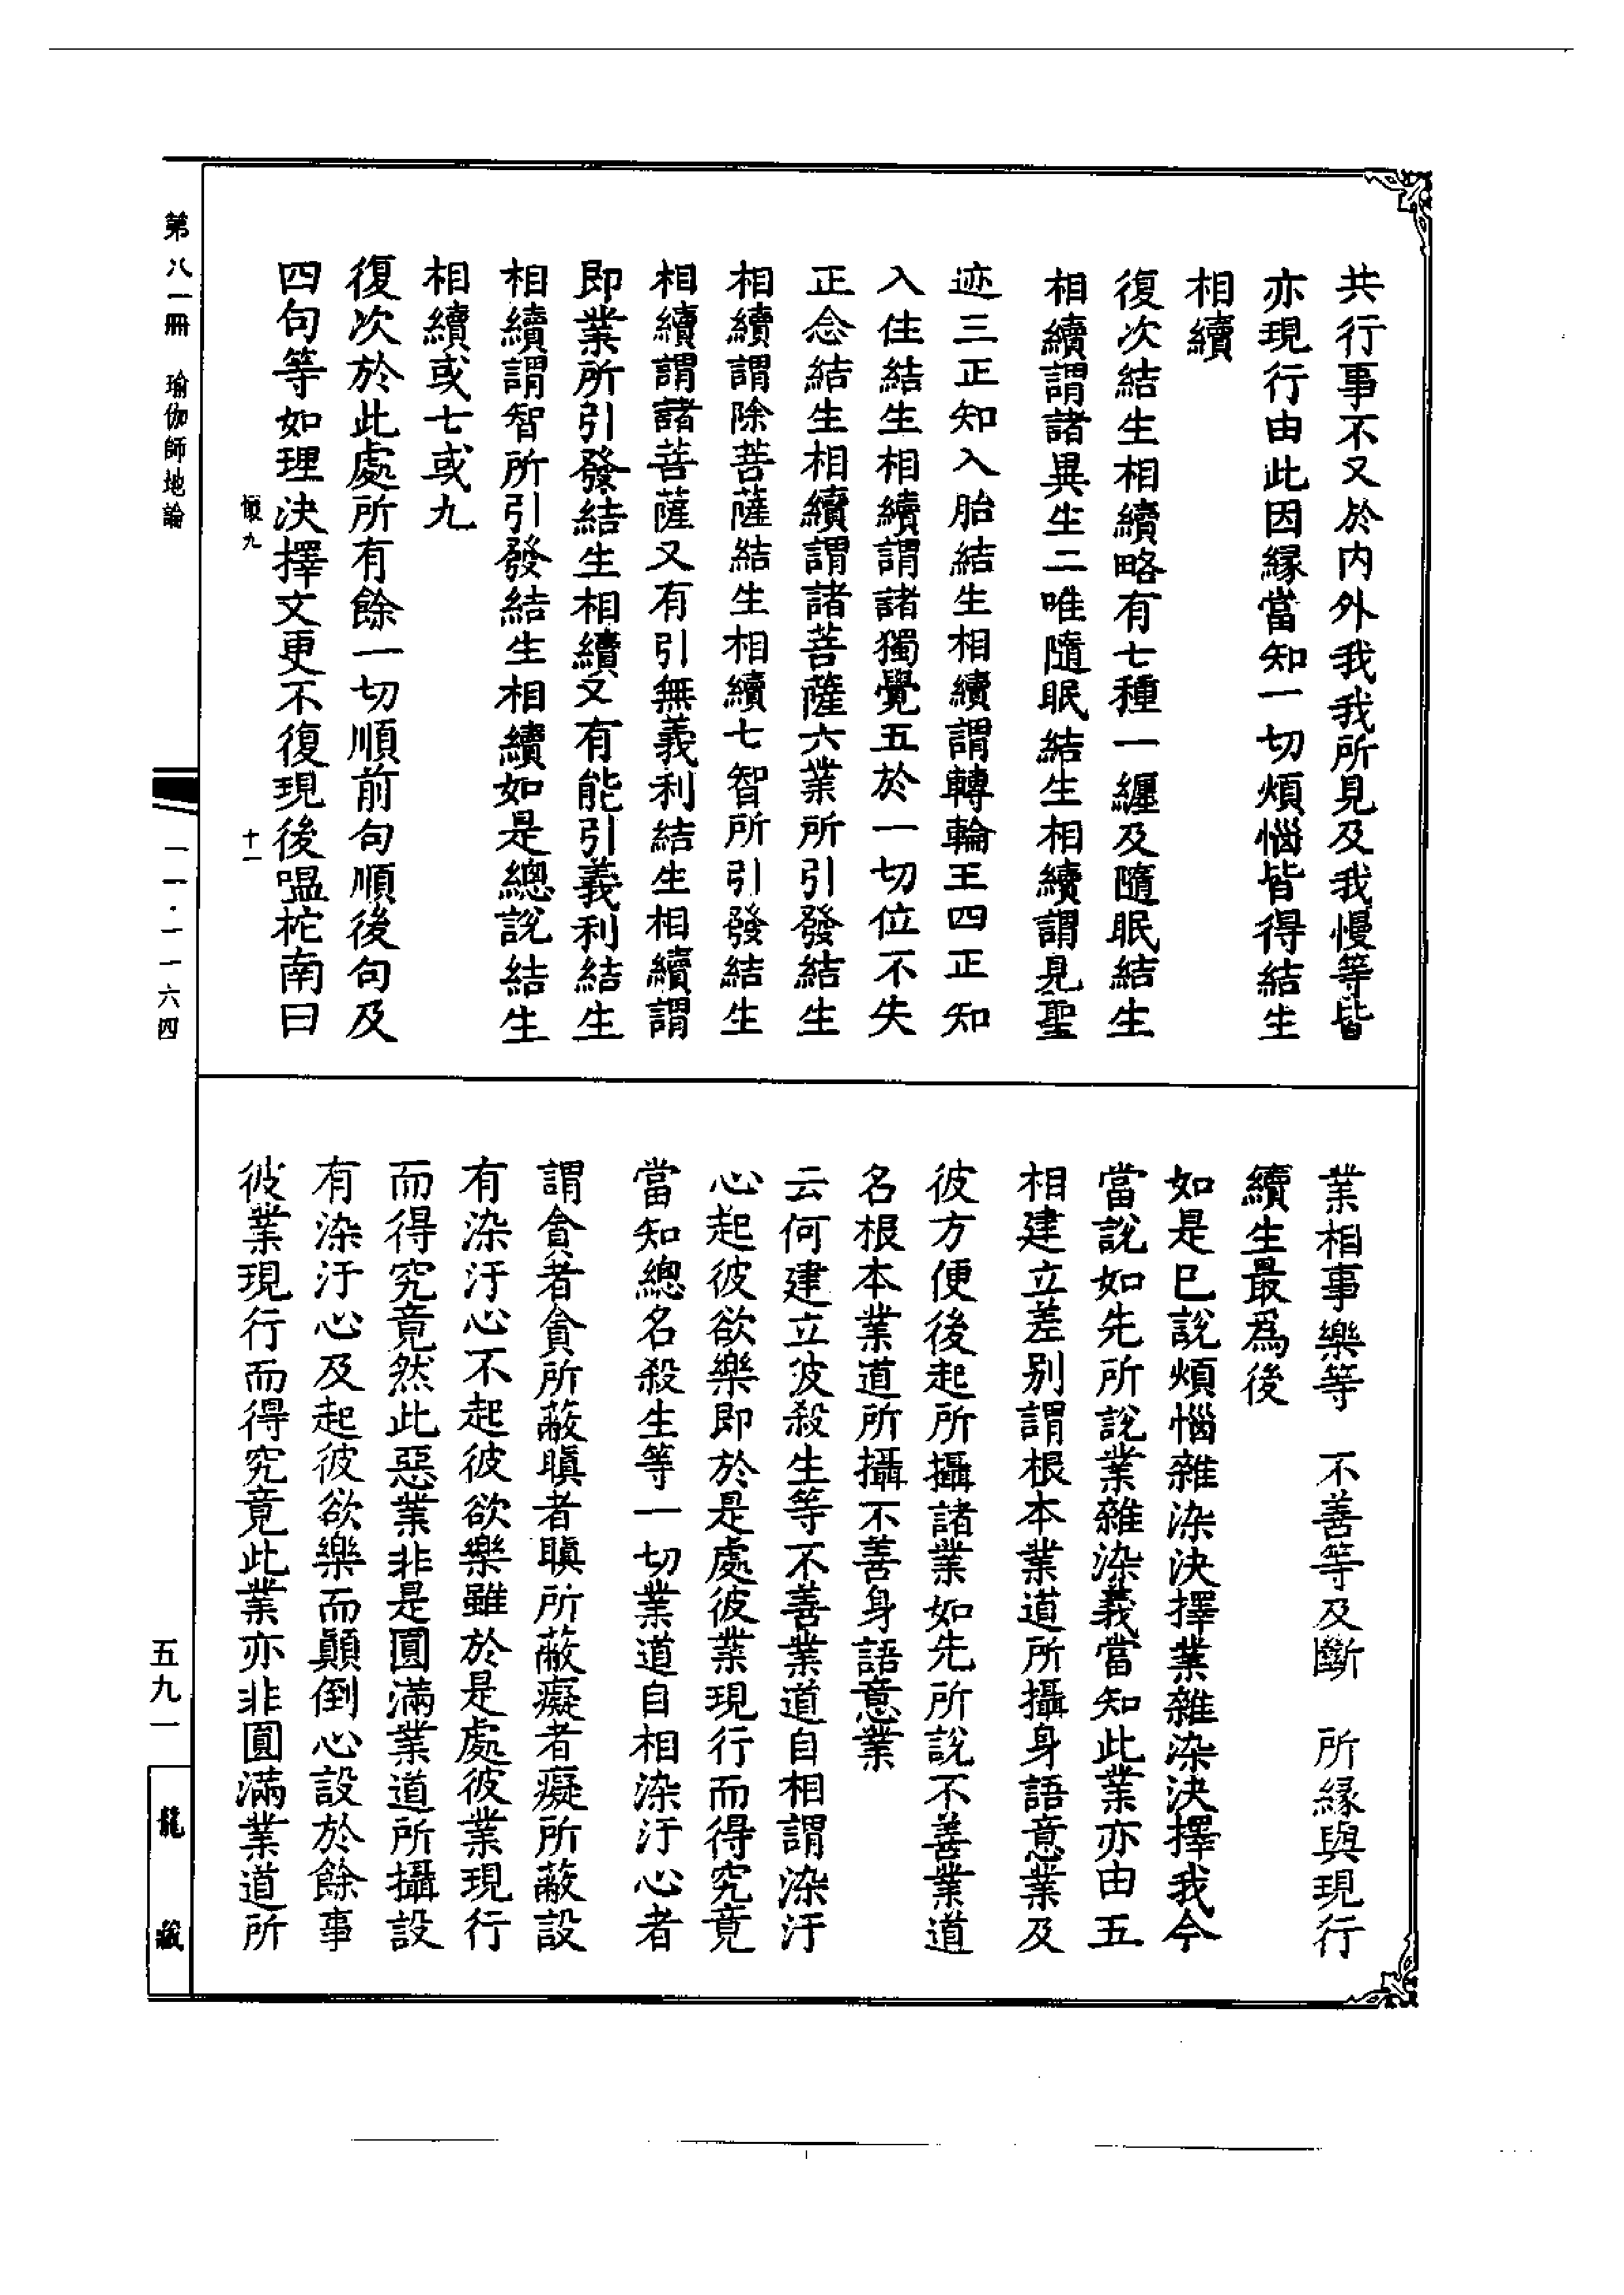 共行事不又於内外我我所見及我慢等皆
亦現行由此因緣當知一切煩惱皆得結生
相續
復次結生相續略有七種一纏及隨眠結生
相續謂諸異生二唯隨眠結生相續謂見聖
迹三正知入胎結生相續謂轉輪王四正知
入住結生相續謂諸獨覺五於一切位不失
正念結生相續謂諸菩薩六業所引發結生
相續謂除菩薩結生相續七智所引發結生
相續謂諸菩薩又有引無義利結生相續謂
即業所引發結生相續又有能引義利結生
相續謂智所引發結生相續如是總說結生
相續或七或九
復次於此處所有餘一切順前句順後句及
四句等如理決擇文更不復現後嗢柁南曰
九
十一
業相事樂等　不善等及斷　所緣與現行
續生最爲後
如是已說煩惱雜染決擇業雜染決擇我今
當說如先所說業雜染義當知此業亦由五
相建立差别謂根本業道所攝身語意業及
彼方便後起所攝諸業如先所說不善業道
名根本業道所攝不善身語意業
云何建立彼殺生等不善業道自相謂染汙
心起彼欲樂即於是處彼業現行而得究竟
當知總名殺生等一切業道自相染汙心者
謂貪者貪所蔽瞋者瞋所蔽癡者癡所蔽設
有染汙心不起彼欲樂雖於是處彼業現行
而得究竟然此惡業非是圓滿業道所攝設
有染汙心及起彼欲樂而顚倒心設於餘事
彼業現行而得究竟此業亦非圓滿業道所
第八一冊　瑜伽師地論
一一·一一六四
五九一
龍藏